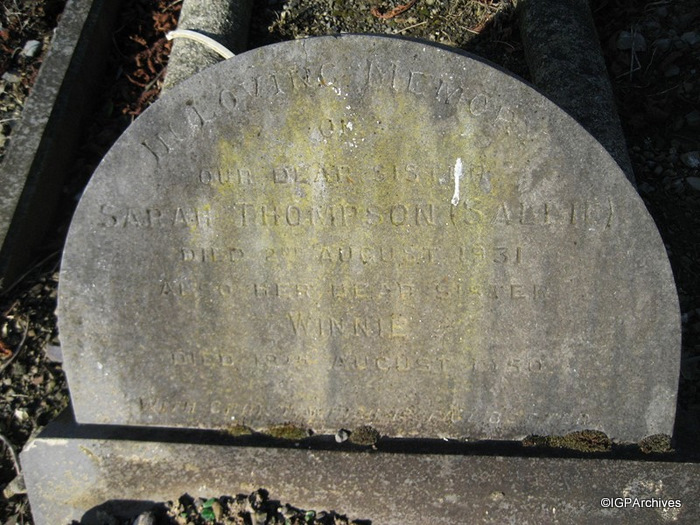 In Loving Memory
OF
OUR DEAR SISTER
SARAH THOMPSON (SALLIE)
DIED AUGUST 1931
ALSO HER DEAR SISTER
WINNIE
DIED AUGUST 1950
©IGPArchives